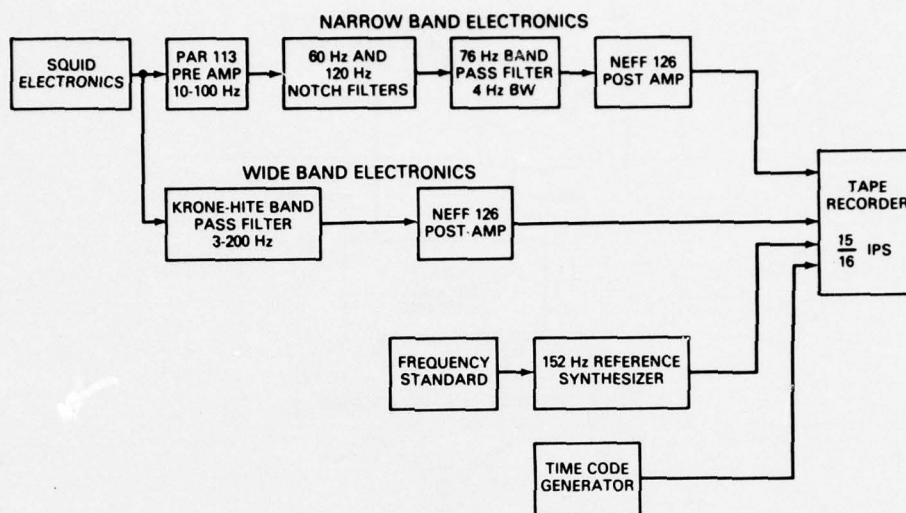 NARROW BAND ELECTRONICS
SQUID
ELECTRONICS
PAR 113
PRE AMP
10-100 Hz
60 Hz AND
120 Hz
NOTCH FILTERS
76 Hz BAND
PASS FILTER
4 Hz BW
NEFF 126
POST AMP
WIDE BAND ELECTRONICS
KRONE-HITE BAND
PASS FILTER
3-200 Hz
NEFF 126
POST AMP
TAPE
RECORDER
15
16 IPS
FREQUENCY
STANDARD
152 Hz REFERENCE
SYNTHESIZER
TIME CODE
GENERATOR